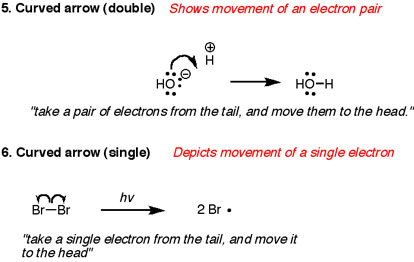 5. Curved arrow (double) Shows movement of an electron pair
⊕
H
HO ⊖
HO–H
"take a pair of electrons from the tail, and move them to the head."
6. Curved arrow (single) Depicts movement of a single electron
Br–Br hν 2 Br •
"take a single electron from the tail, and move it
to the head"